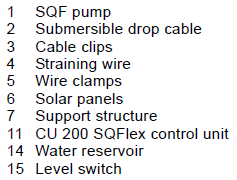 1 SQF pump
2 Submersible drop cable
3 Cable clips
4 Straining wire
5 Wire clamps
6 Solar panels
7 Support structure
11 CU 200 SQFlex control unit
14 Water reservoir
15 Level switch